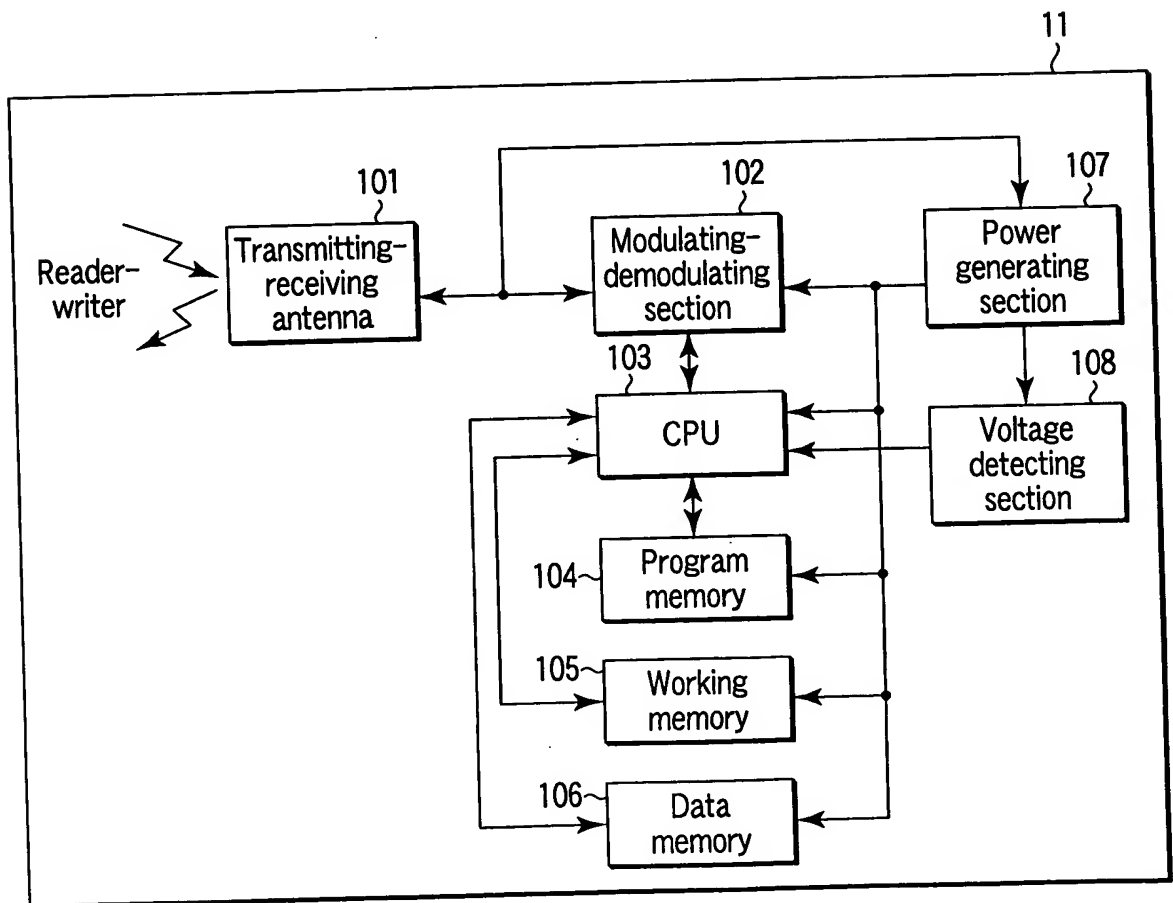 11
101
Transmitting-
receiving
antenna
Reader-
writer
102
Modulating-
demodulating
section
107
Power
generating
section
103
CPU
108
Voltage
detecting
section
104
Program
memory
105
Working
memory
106
Data
memory